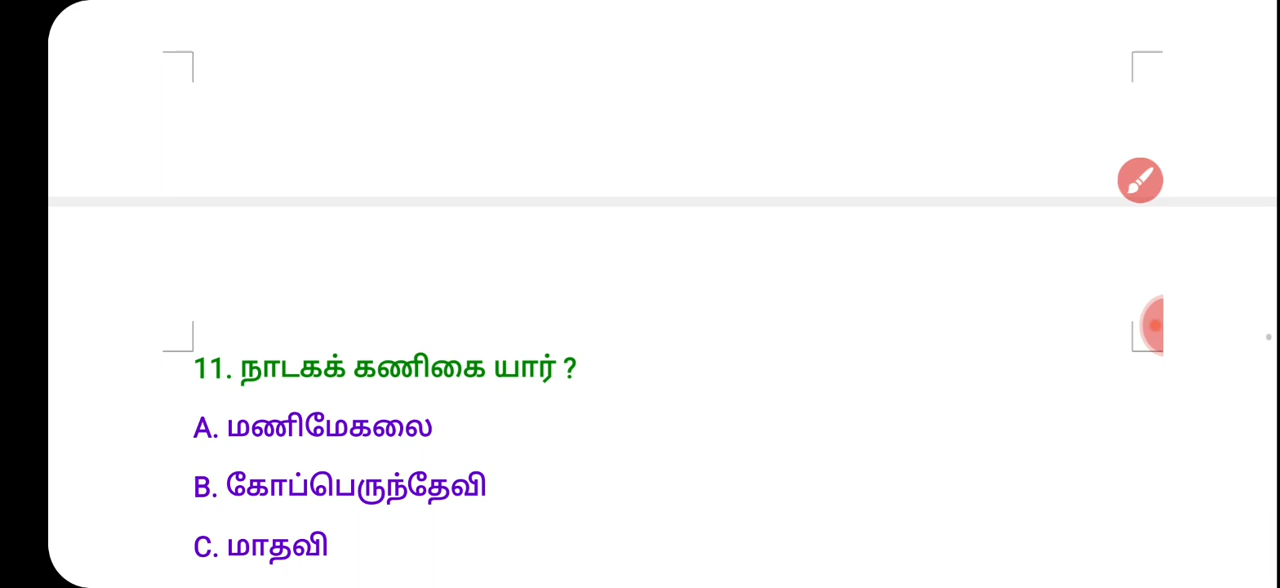 11. நாடகக் கணிகை யார் ?
A. மணிமேகலை
B. கோப்பெருந்தேவி
C. மாதவி